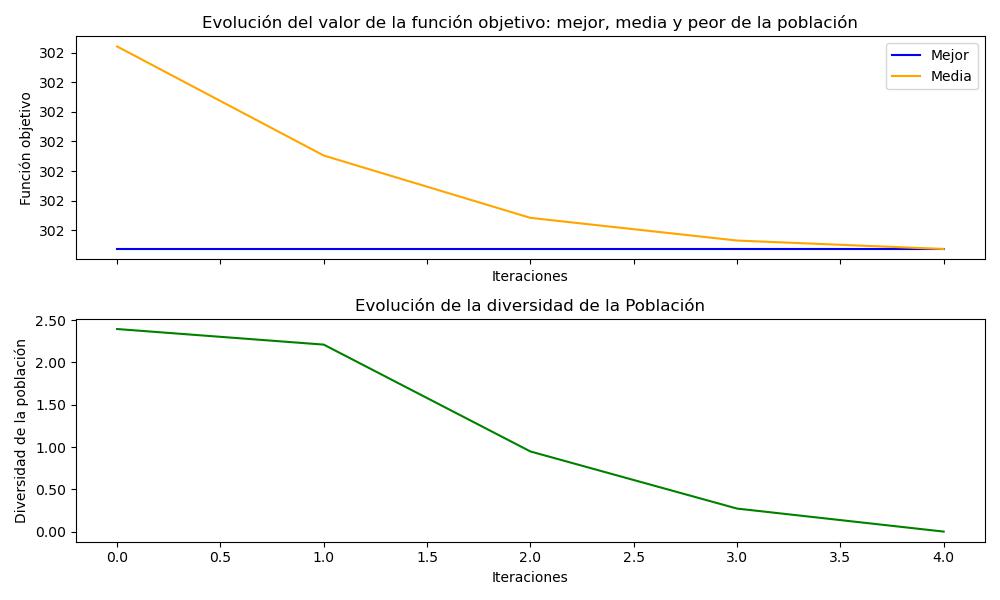 Evolución del valor de la función objetivo: mejor, media y peor de la población
Función objetivo
302
302
302
302
302
302
302
Mejor
Media
Iteraciones
Evolución de la diversidad de la Población
Diversidad de la población
2.50
2.00
1.50
1.00
0.50
0.00
0.0 0.5 1.0 1.5 2.0 2.5 3.0 3.5 4.0
Iteraciones